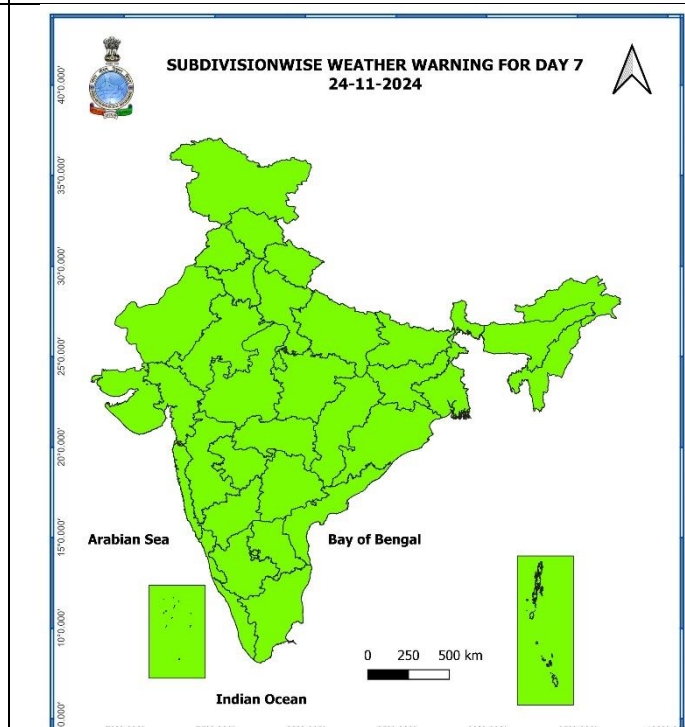 SUBDIVISIONWISE WEATHER WARNING FOR DAY 7
24-11-2024
40°0.000'
35°0.000'
30°0.000'
25°0.000'
20°0.000'
15°0.000'
10°0.000'
Arabian Sea
Bay of Bengal
0 250 500 km
Indian Ocean